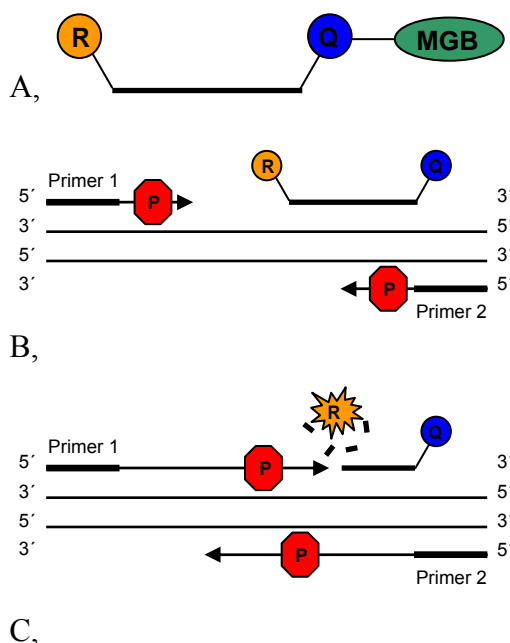 R Q MGB
A,
R Q
Primer 1
5´ P 3´
3´ 5´
5´ 3´
3´ P 5´
Primer 2
B,
R
Q
Primer 1
5´ P 3´
3´ 5´
5´ 3´
3´ P 5´
Primer 2
C,